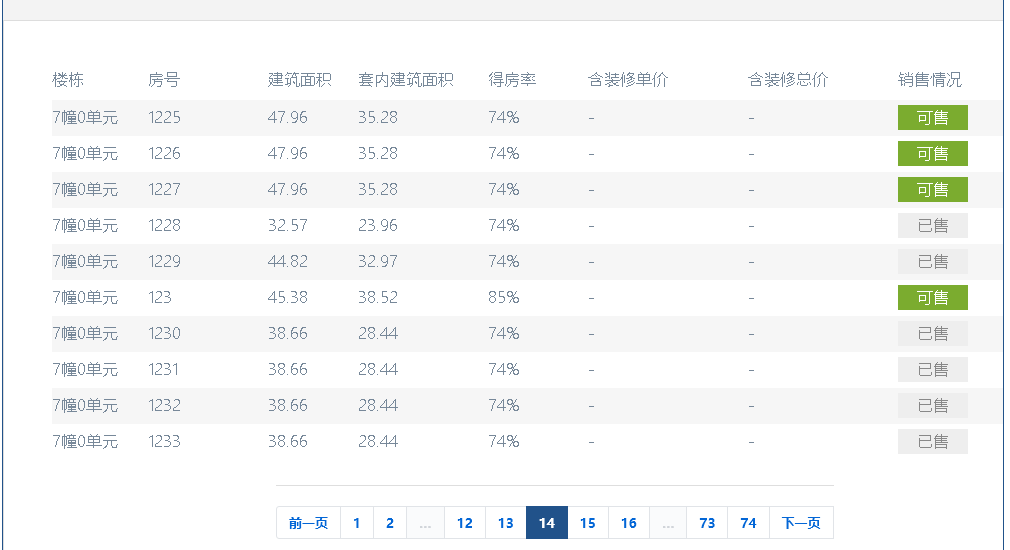 楼栋 房号 建筑面积 套内建筑面积 得房率 含装修单价 含装修总价 销售情况
7幢0单元 1225 47.96 35.28 74% - - 可售
7幢0单元 1226 47.96 35.28 74% - - 可售
7幢0单元 1227 47.96 35.28 74% - - 可售
7幢0单元 1228 32.57 23.96 74% - - 已售
7幢0单元 1229 44.82 32.97 74% - - 已售
7幢0单元 123 45.38 38.52 85% - - 可售
7幢0单元 1230 38.66 28.44 74% - - 已售
7幢0单元 1231 38.66 28.44 74% - - 已售
7幢0单元 1232 38.66 28.44 74% - - 已售
7幢0单元 1233 38.66 28.44 74% - - 已售
前一页 1 2 ... 12 13 14 15 16 ... 73 74 下一页